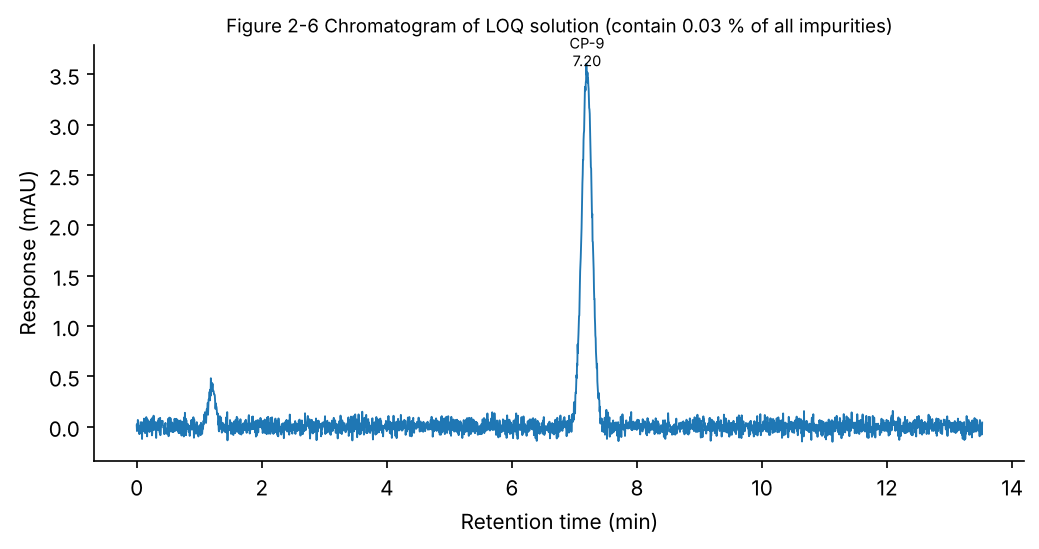 Figure 2-6 Chromatogram of LOQ solution (contain 0.03 % of all impurities)
CP-9
7.20
3.5
3.0
2.5
2.0
1.5
1.0
0.5
0.0
Response (mAU)
0 2 4 6 8 10 12 14
Retention time (min)